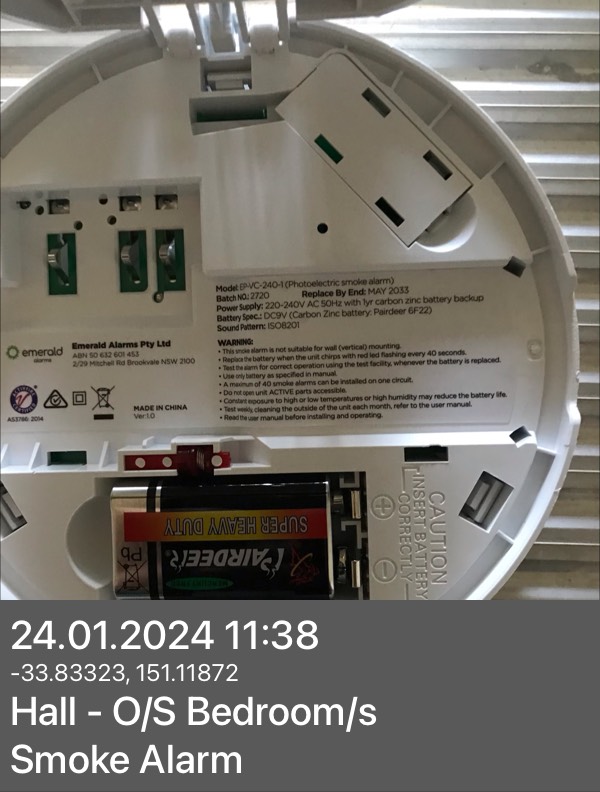 Model: EP-VC-240-1 (Photoelectric smoke alarm)
Batch NO.: 2720 Replace By End: MAY 2033
Power Supply: 220-240V AC 50Hz with 1yr carbon zinc battery backup
Battery Spec.: DC9V (Carbon Zinc battery: Pairdeer 6F22)
Sound Pattern: ISO8201
WARNING:
• This smoke alarm is not suitable for wall (vertical) mounting.
• Replace the battery when the unit chirps with red led flashing every 40 seconds.
• Test the alarm for correct operation using the test facility, whenever the battery is replaced.
• Use only battery as specified in manual.
• A maximum of 40 smoke alarms can be installed on one circuit.
• Do not open unit ACTIVE parts accessible.
• Constant exposure to high or low temperatures or high humidity may reduce the battery life.
• Test weekly, cleaning the outside of the unit each month, refer to the user manual.
• Read the user manual before installing and operating.
emerald
alarms
Emerald Alarms Pty Ltd
ABN 50 632 601 453
2/29 Mitchell Rd Brookvale NSW 2100
AS3786: 2014
MADE IN CHINA
Ver:1.0
SUPER HEAVY DUTY
PAIRDEER
Pb
CAUTION
INSERT BATTERY
CORRECTLY
24.01.2024 11:38
-33.83323, 151.11872
Hall - O/S Bedroom/s
Smoke Alarm